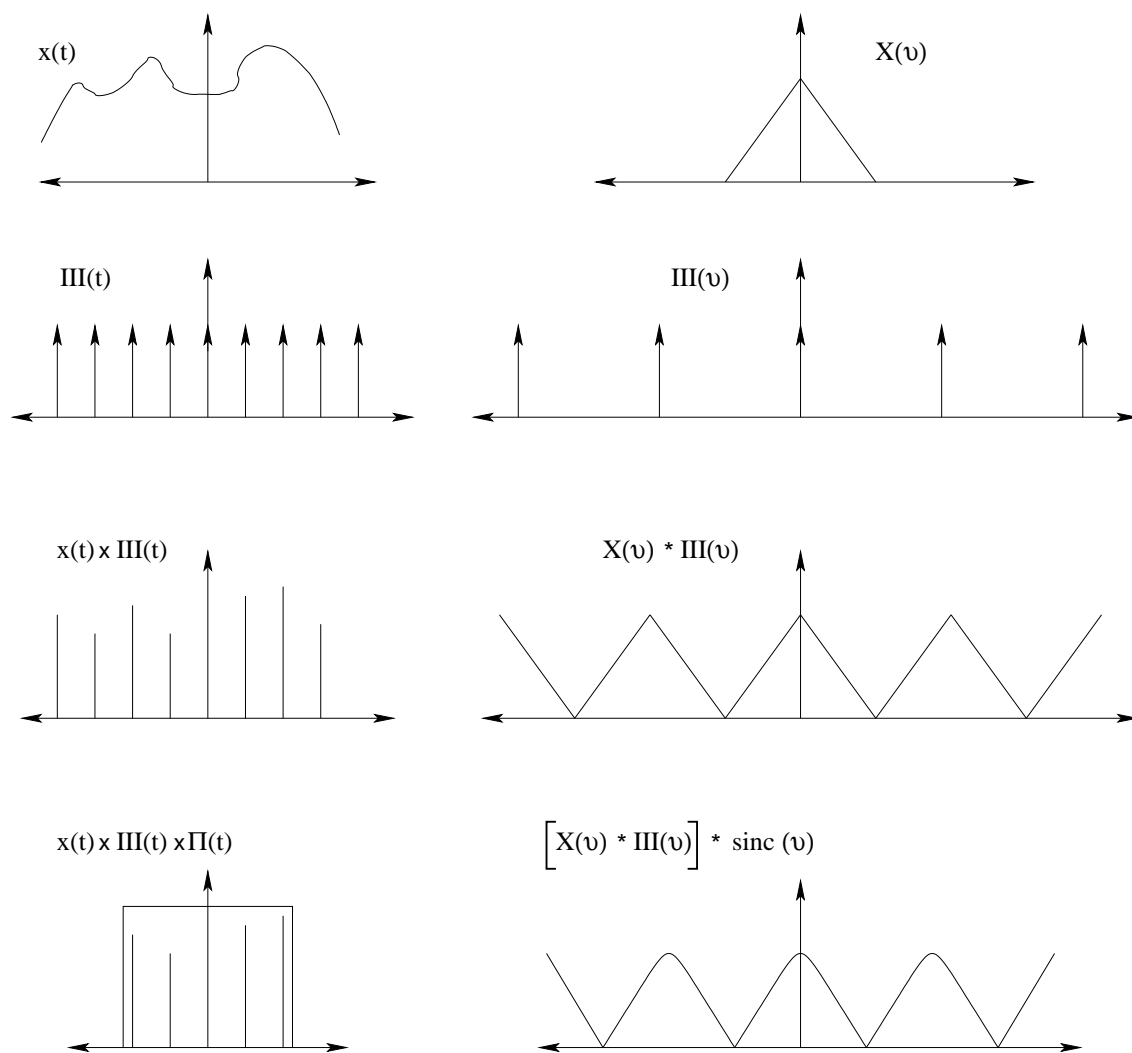 x(t)
X(υ)
III(t)
III(υ)
x(t) x III(t)
X(υ) * III(υ)
x(t) x III(t) x Π(t)
[X(υ) * III(υ)] * sinc (υ)